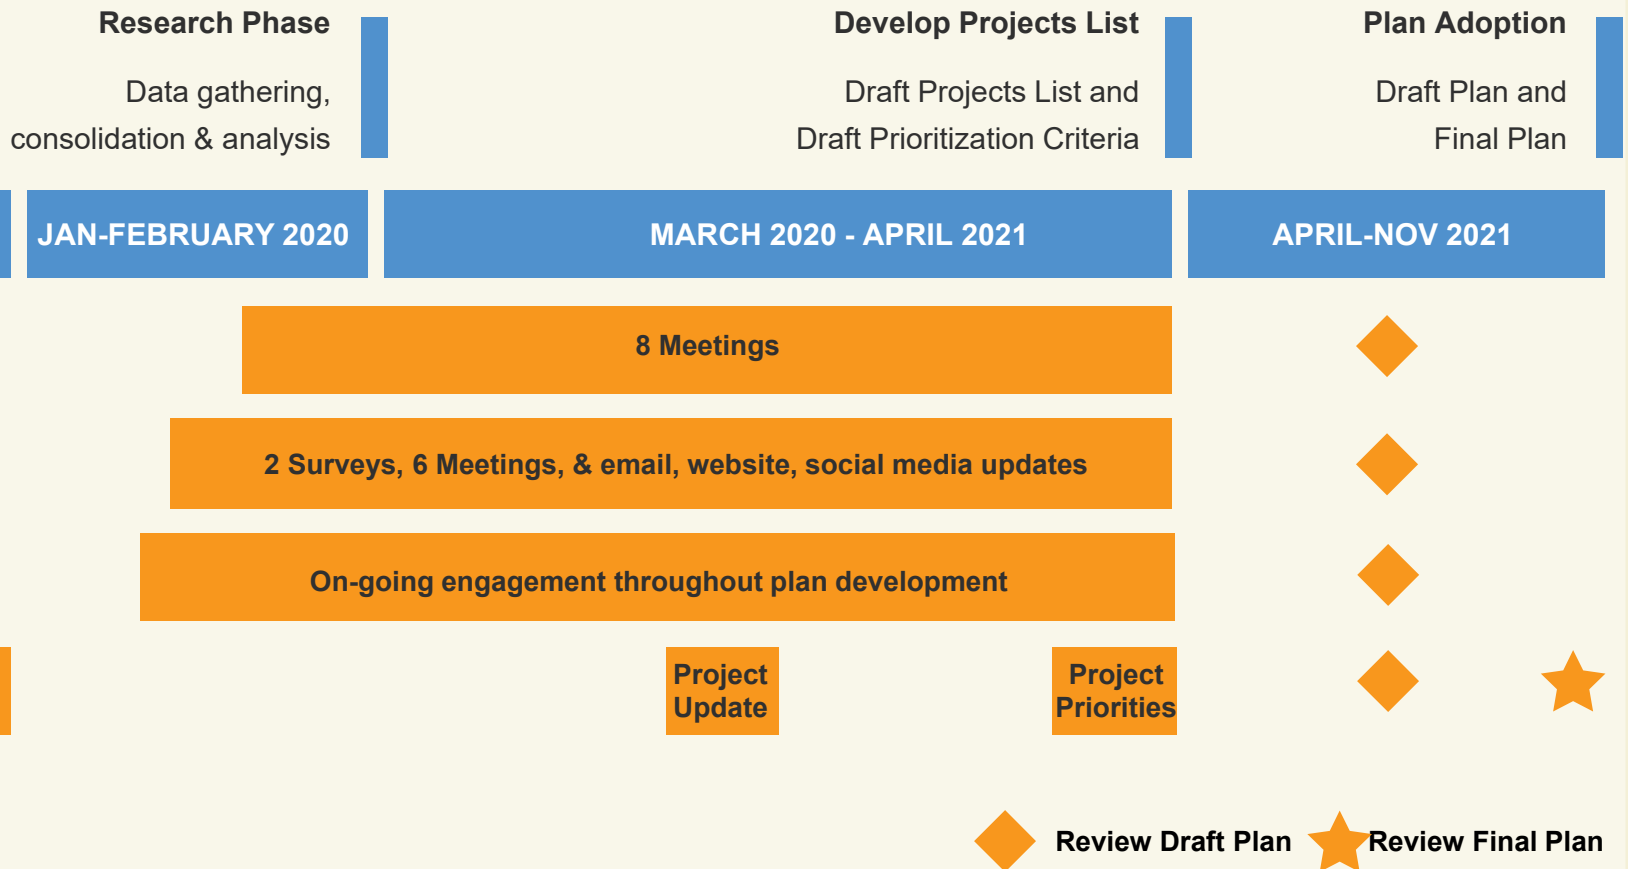 Research Phase
Data gathering,
consolidation & analysis
Develop Projects List
Draft Projects List and
Draft Prioritization Criteria
Plan Adoption
Draft Plan and
Final Plan
JAN-FEBRUARY 2020
MARCH 2020 - APRIL 2021
APRIL-NOV 2021
8 Meetings
2 Surveys, 6 Meetings, & email, website, social media updates
On-going engagement throughout plan development
Project
Update
Project
Priorities
Review Draft Plan
Review Final Plan